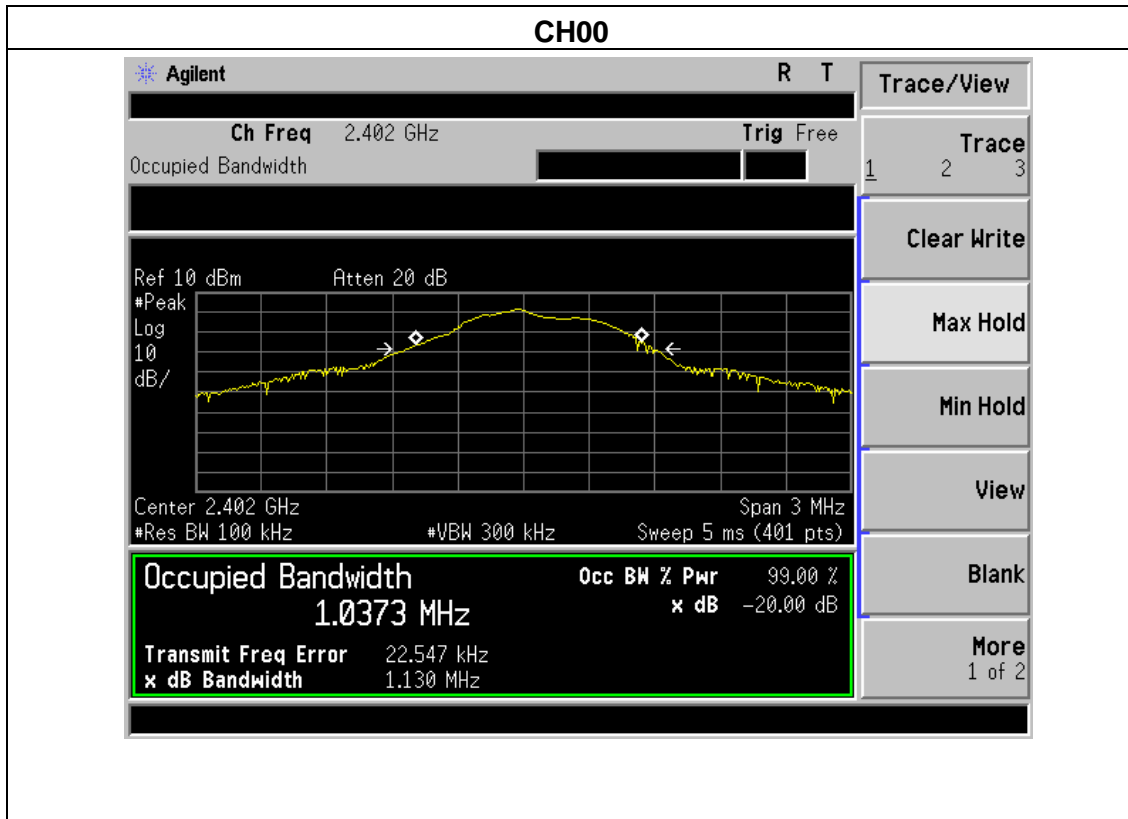 CH00
Agilent R T
Ch Freq 2.402 GHz Trig Free
Occupied Bandwidth
Ref 10 dBm Atten 20 dB
#Peak
Log
10
dB/
Center 2.402 GHz Span 3 MHz
#Res BW 100 kHz #VBW 300 kHz Sweep 5 ms (401 pts)
Occupied Bandwidth Occ BW % Pwr 99.00 %
1.0373 MHz x dB -20.00 dB
Transmit Freq Error 22.547 kHz
x dB Bandwidth 1.130 MHz
Trace/View
Trace
1 2 3
Clear Write
Max Hold
Min Hold
View
Blank
More
1 of 2